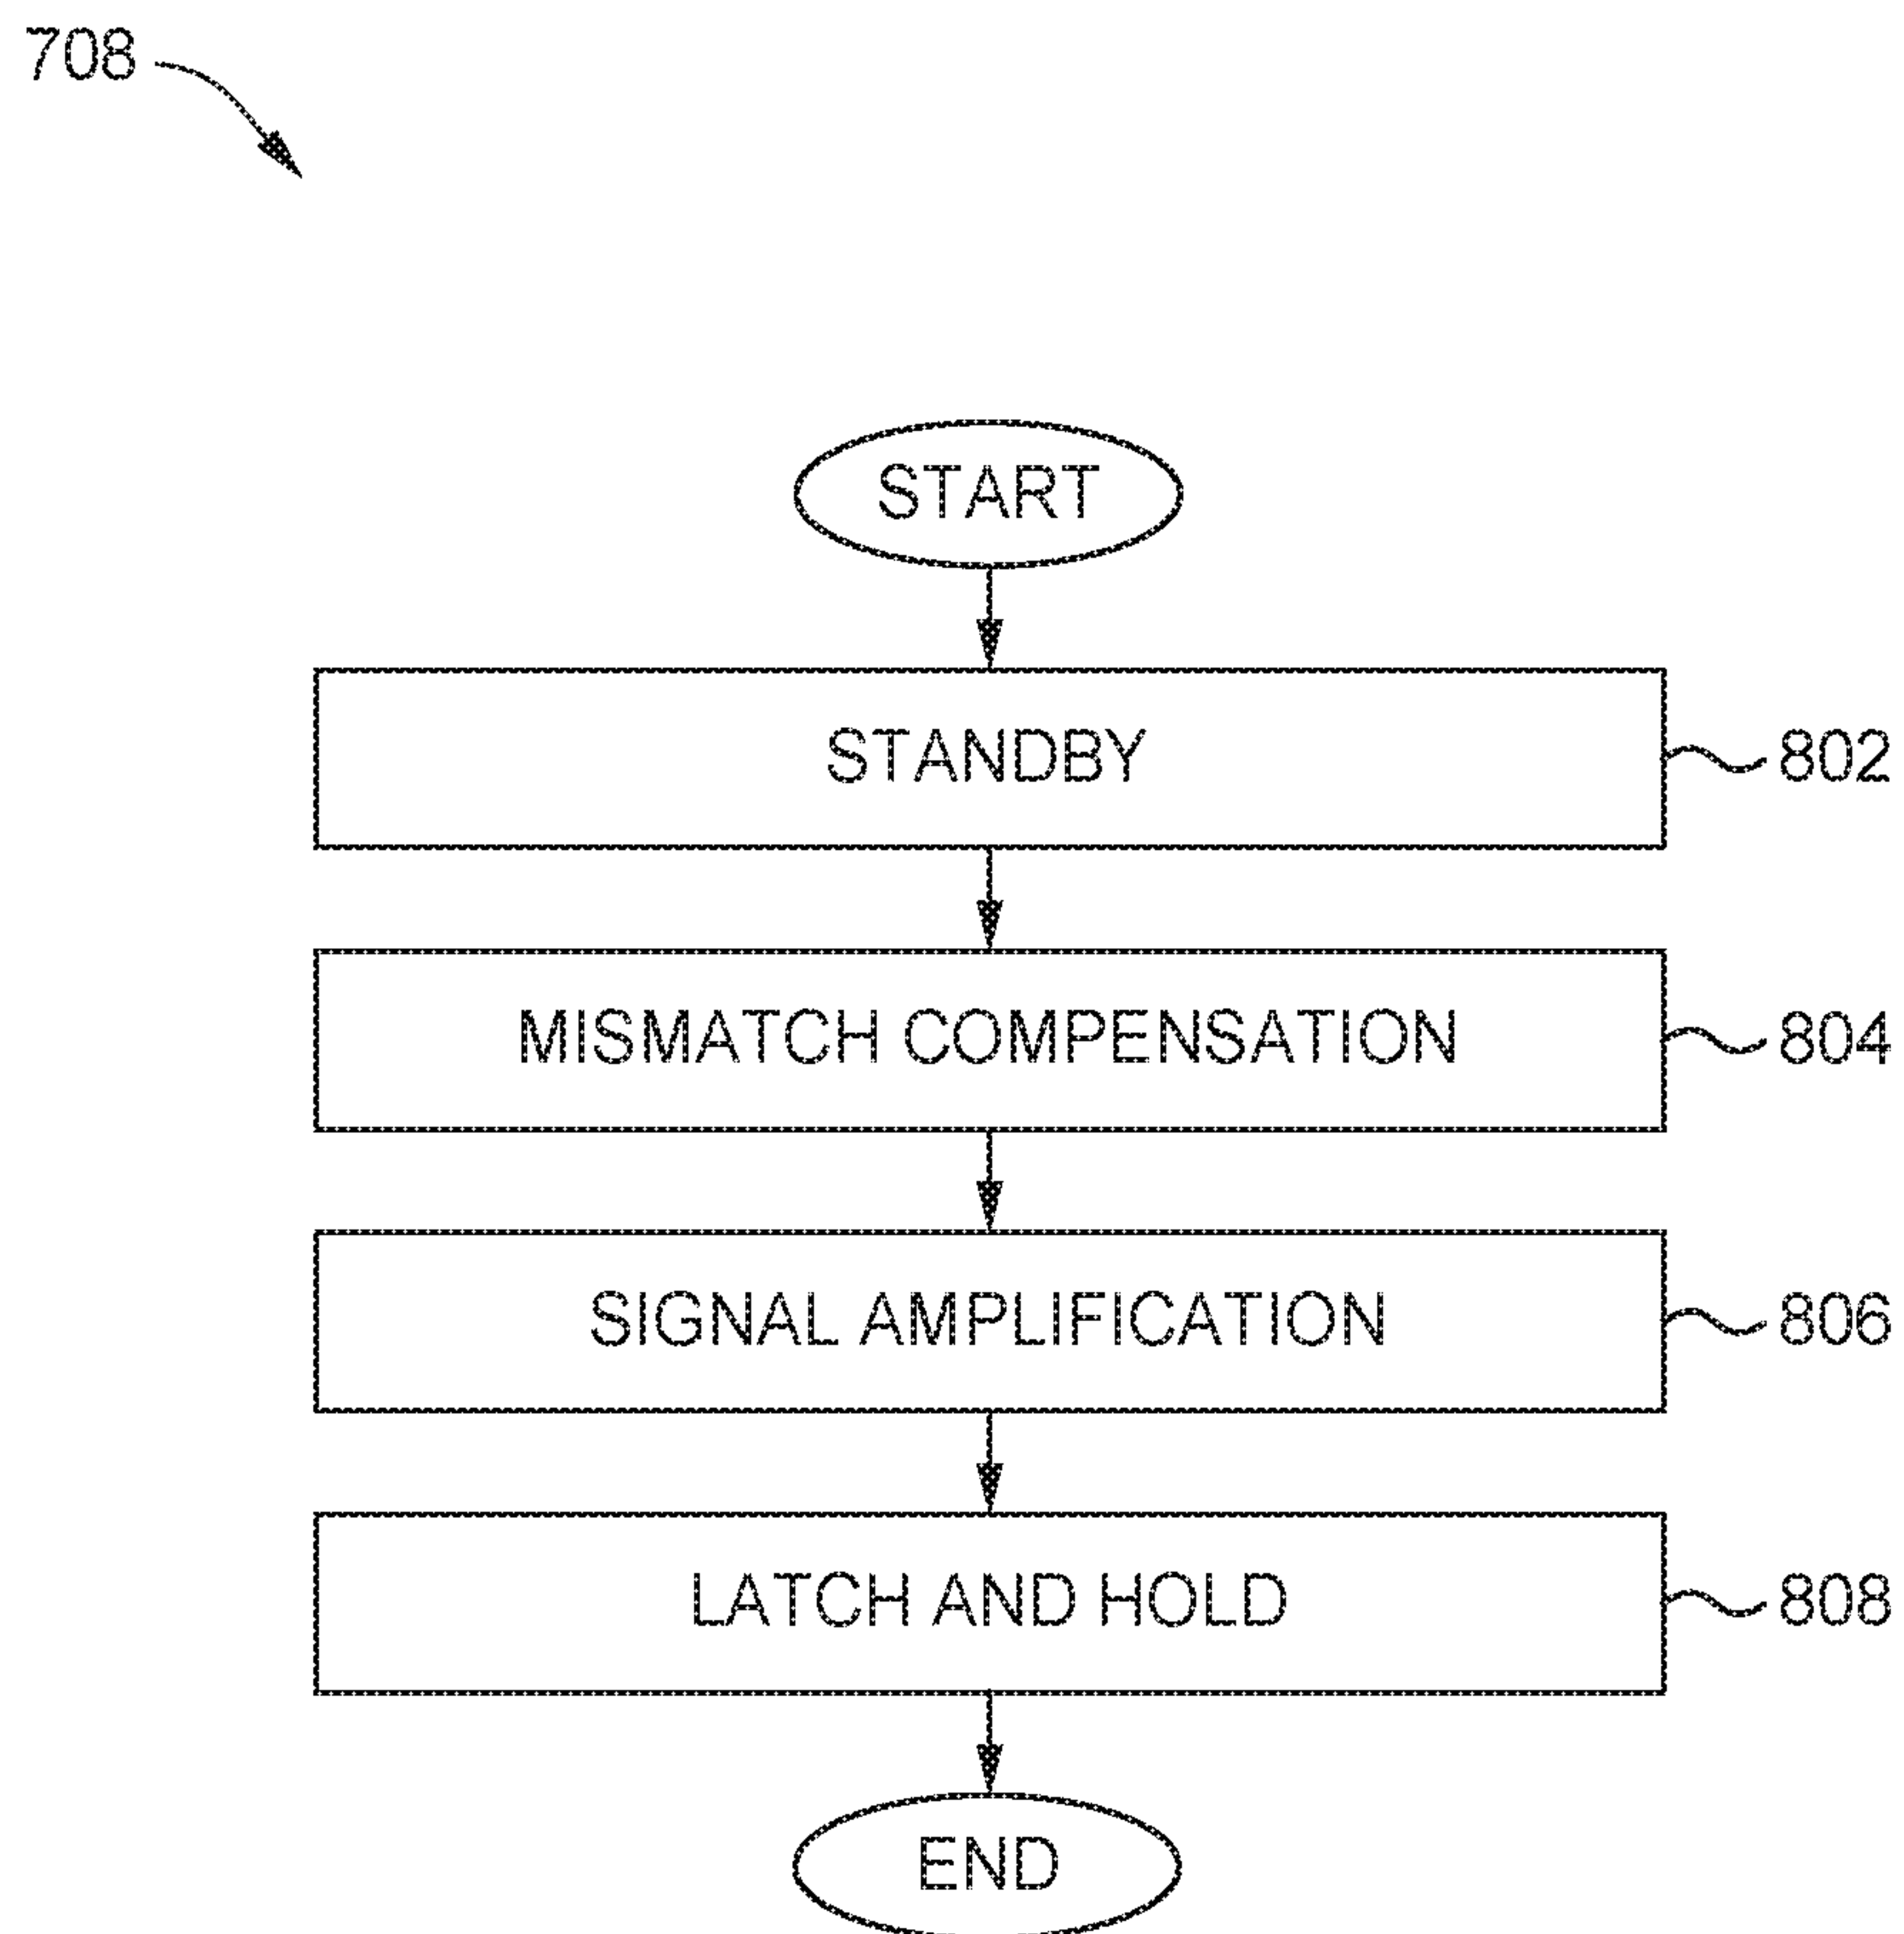 708
START
STANDBY
802
MISMATCH COMPENSATION
804
SIGNAL AMPLIFICATION
806
LATCH AND HOLD
808
END